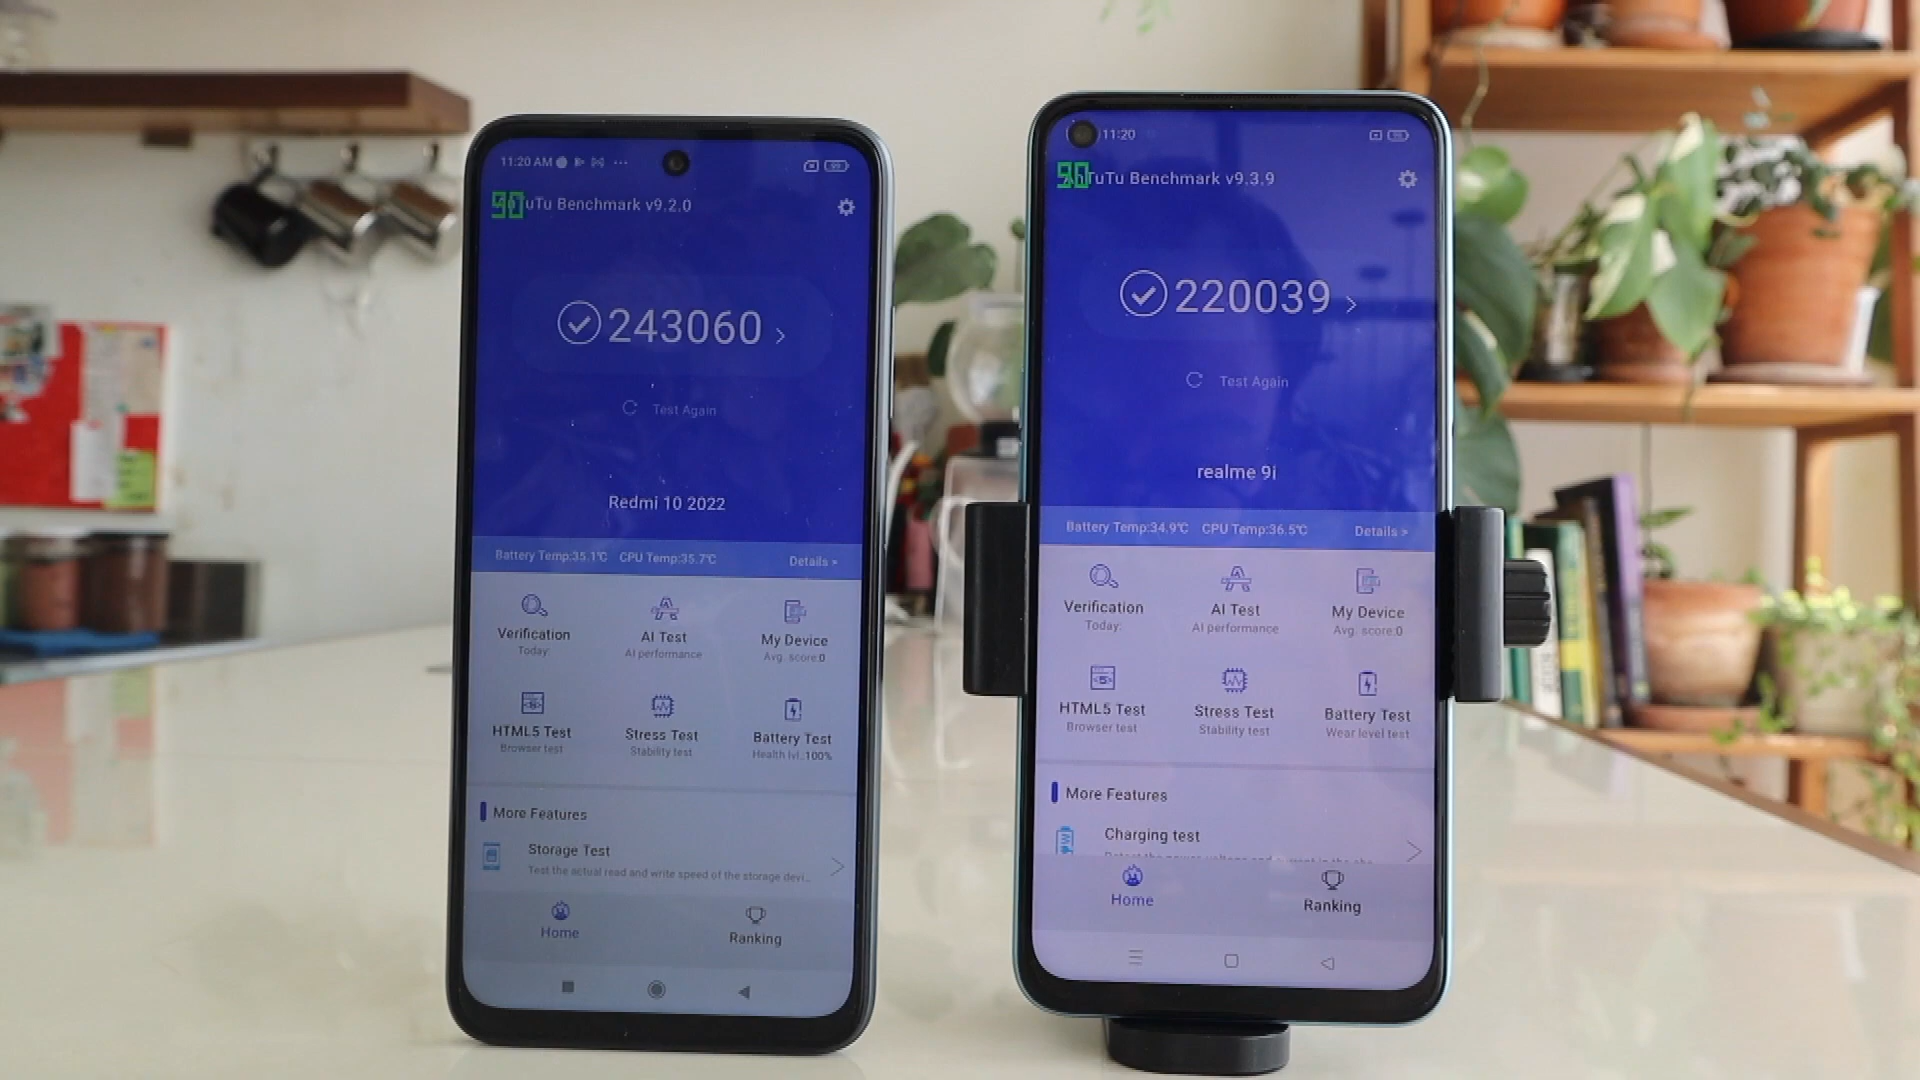 11:20 AM
99
90
AnTuTu Benchmark v9.2.0
243060 >
Test Again
Redmi 10 2022
Battery Temp:35.1℃ CPU Temp:35.7℃ Details >
Verification
Today:
AI Test
AI performance
My Device
Avg. score:0
HTML5 Test
Browser test
Stress Test
Stability test
Battery Test
Health lvl.:100%
More Features
Storage Test
Test the actual read and write speed of the storage devi...
Home
Ranking
11:20
90
AnTuTu Benchmark v9.3.9
220039 >
Test Again
realme 9i
Battery Temp:34.9℃ CPU Temp:36.5℃ Details >
Verification
Today:
AI Test
AI performance
My Device
Avg. score:0
HTML5 Test
Browser test
Stress Test
Stability test
Battery Test
Wear level test
More Features
Charging test
Home
Ranking